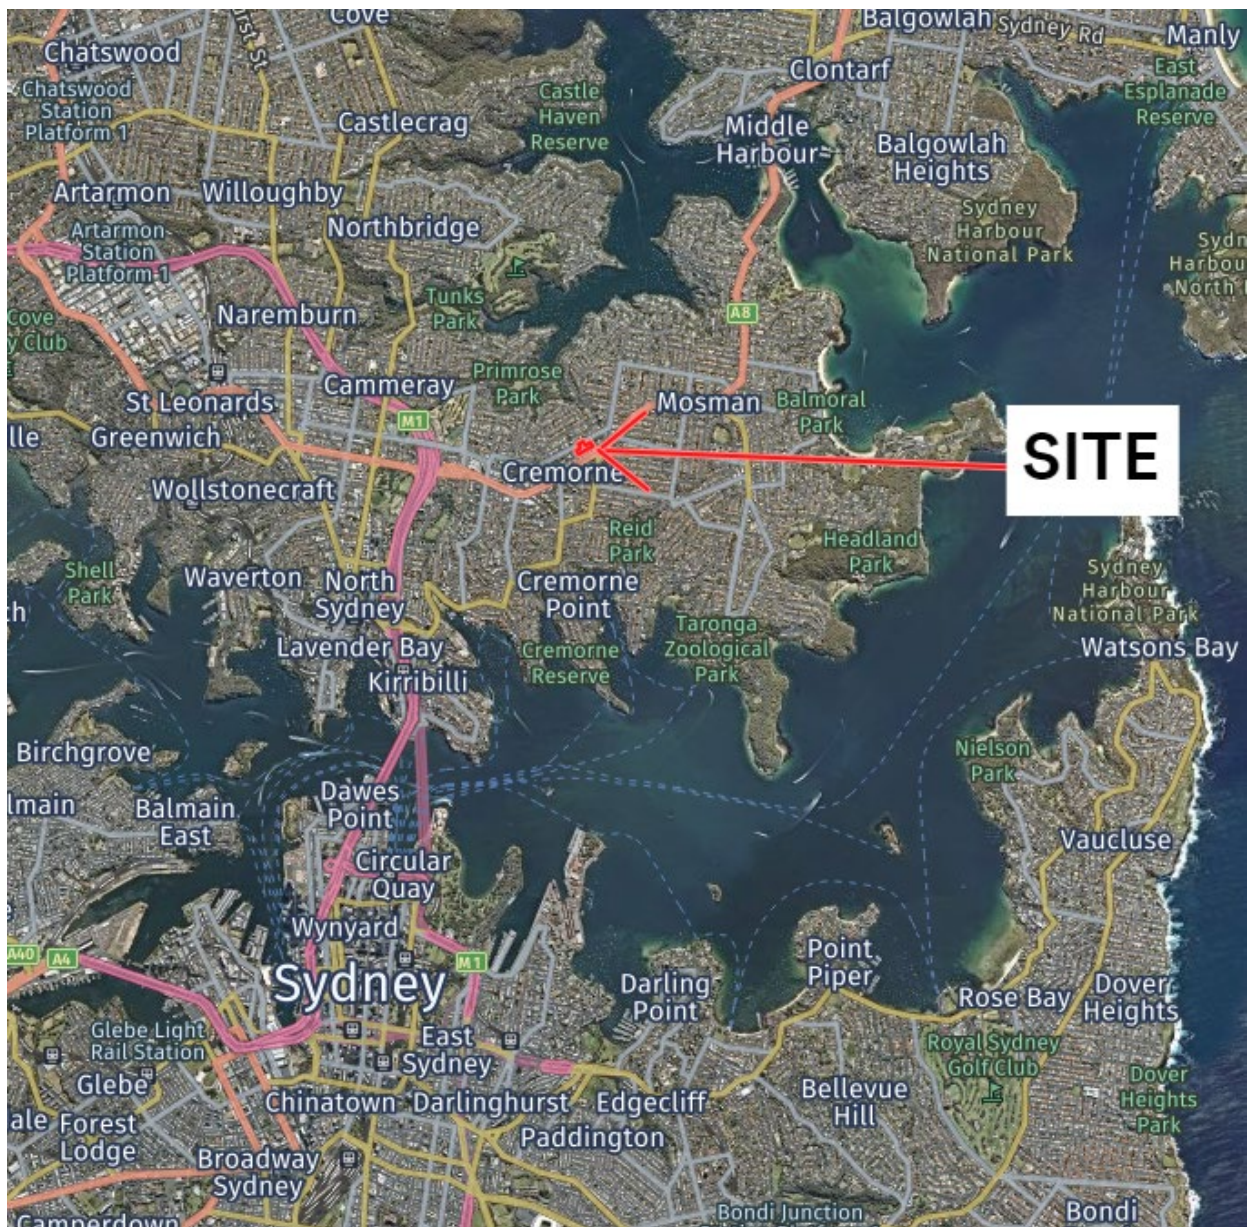 Cove
Balgowlah
Sydney Rd
Manly
Chatswood
Clontarf
East
Esplanade
Reserve
Chatswood
Station
Platform 1
Castle
Haven
Reserve
Castlecrag
Middle
Harbour
Balgowlah
Heights
Artarmon
Willoughby
Northbridge
Sydney
Harbour
National Park
Artarmon
Station
Platform 1
Tunks
Park
Naremburn
A8
Cove
y Club
Primrose
Park
Cammeray
St Leonards
Mosman
Balmoral
Park
M1
lle
Greenwich
SITE
Cremorne
Wollstonecraft
Reid
Park
Headland
Park
Shell
Park
Waverton
North
Sydney
Cremorne
Point
Sydney
Harbour
National Park
Taronga
Zoological
Park
Lavender Bay
Cremorne
Reserve
Watsons Bay
Kirribilli
Birchgrove
Nielson
Park
lmain
Balmain
East
Dawes
Point
Vaucluse
Circular
Quay
Wynyard
A40
A4
M1
Point
Piper
Sydney
Darling
Point
Rose Bay
Dover
Heights
Glebe Light
Rail Station
East
Sydney
Royal Sydney
Golf Club
Glebe
Chinatown
Darlinghurst
Edgecliff
Bellevue
Hill
Dover
Heights
Park
ale
Forest
Lodge
Paddington
Broadway
Sydney
Camperdown
Bondi Junction
Bondi